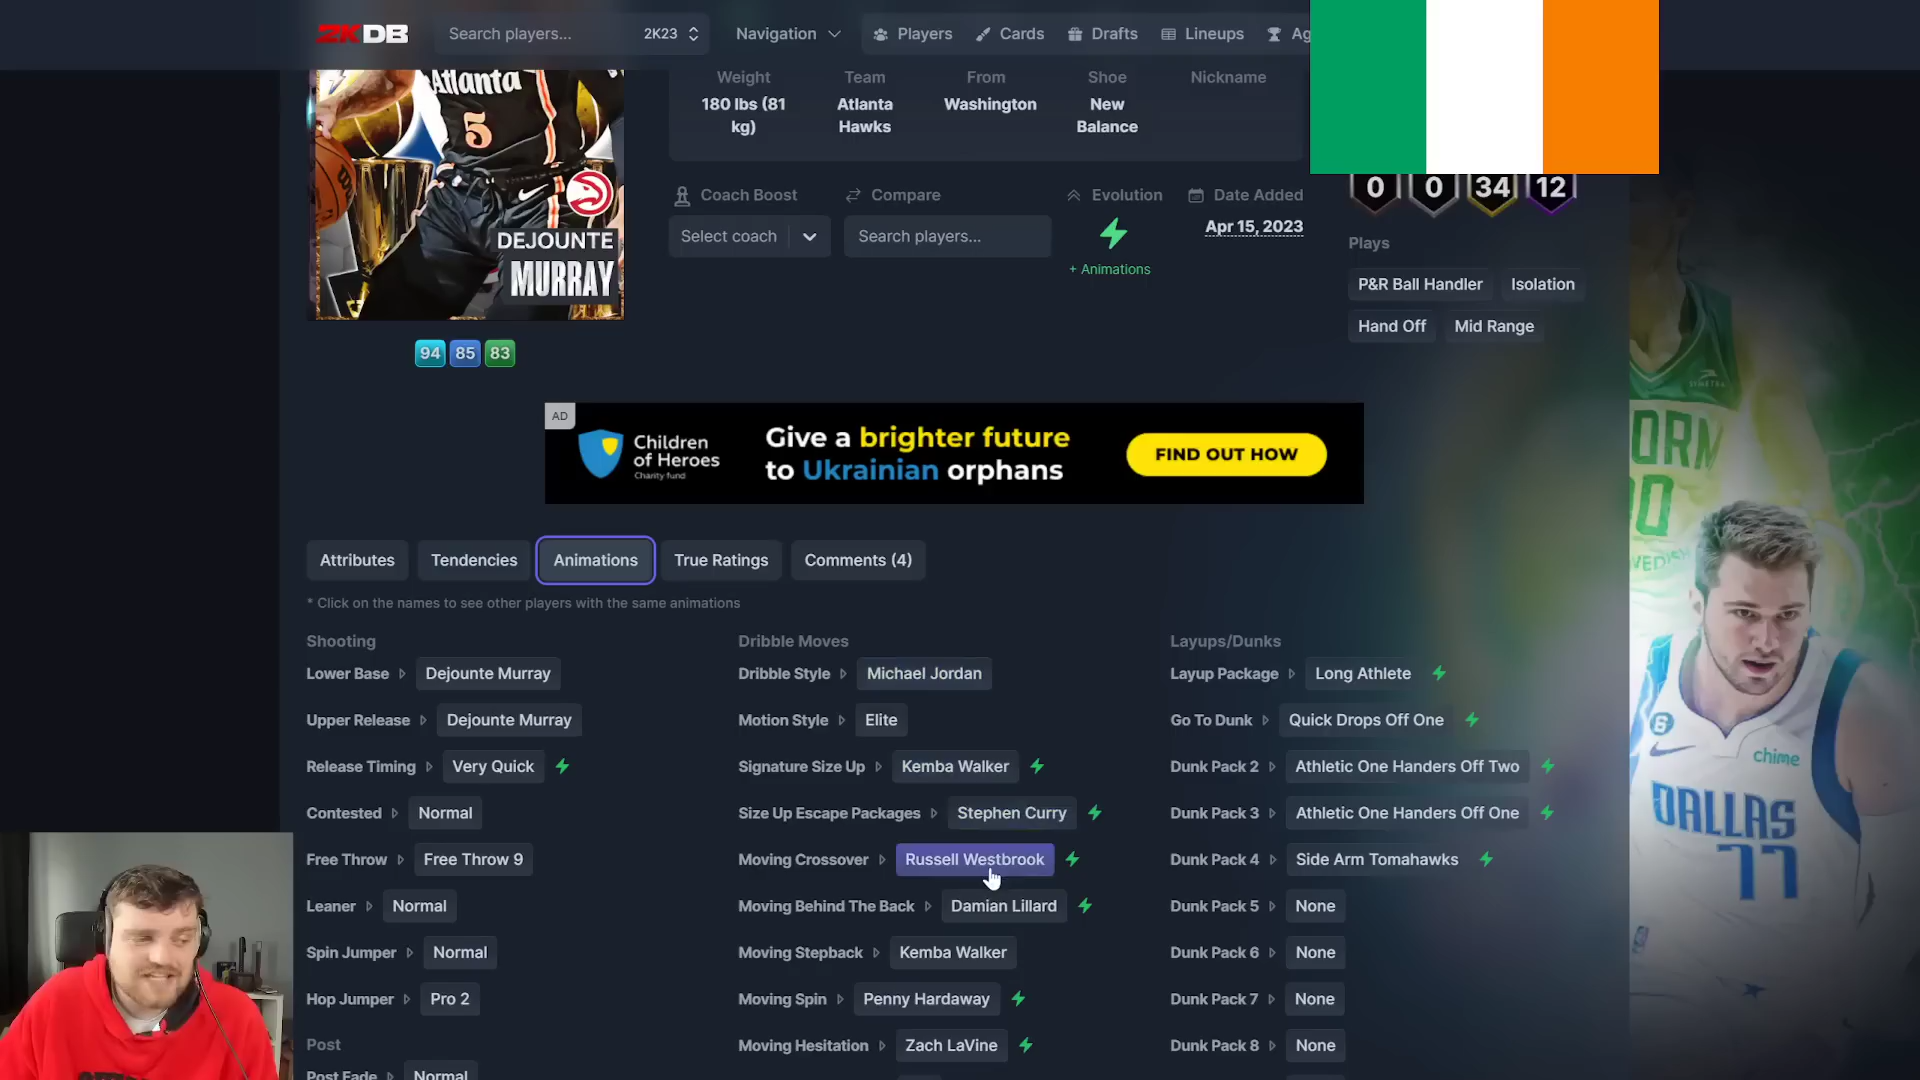 2KDB
Search players...
2K23
Navigation
Players
Cards
Drafts
Lineups
Ag
Atlanta
5
DEJOUNTE
MURRAY
94 85 83
Weight
180 lbs (81
kg)
Team
Atlanta
Hawks
From
Washington
Shoe
New
Balance
Nickname
Coach Boost
Select coach
Compare
Search players...
Evolution
+ Animations
Date Added
Apr 15, 2023
0 0 34 12
Plays
P&R Ball Handler
Isolation
Hand Off
Mid Range
AD
Children
of Heroes
Charity fund
Give a brighter future
to Ukrainian orphans
FIND OUT HOW
Attributes
Tendencies
Animations
True Ratings
Comments (4)
* Click on the names to see other players with the same animations
Shooting
Lower Base Dejounte Murray
Upper Release Dejounte Murray
Release Timing Very Quick
Contested Normal
Free Throw Free Throw 9
Leaner Normal
Spin Jumper Normal
Hop Jumper Pro 2
Post
Post Fade Normal
Dribble Moves
Dribble Style Michael Jordan
Motion Style Elite
Signature Size Up Kemba Walker
Size Up Escape Packages Stephen Curry
Moving Crossover Russell Westbrook
Moving Behind The Back Damian Lillard
Moving Stepback Kemba Walker
Moving Spin Penny Hardaway
Moving Hesitation Zach LaVine
Layups/Dunks
Layup Package Long Athlete
Go To Dunk Quick Drops Off One
Dunk Pack 2 Athletic One Handers Off Two
Dunk Pack 3 Athletic One Handers Off One
Dunk Pack 4 Side Arm Tomahawks
Dunk Pack 5 None
Dunk Pack 6 None
Dunk Pack 7 None
Dunk Pack 8 None
6
chime
DALLAS
77